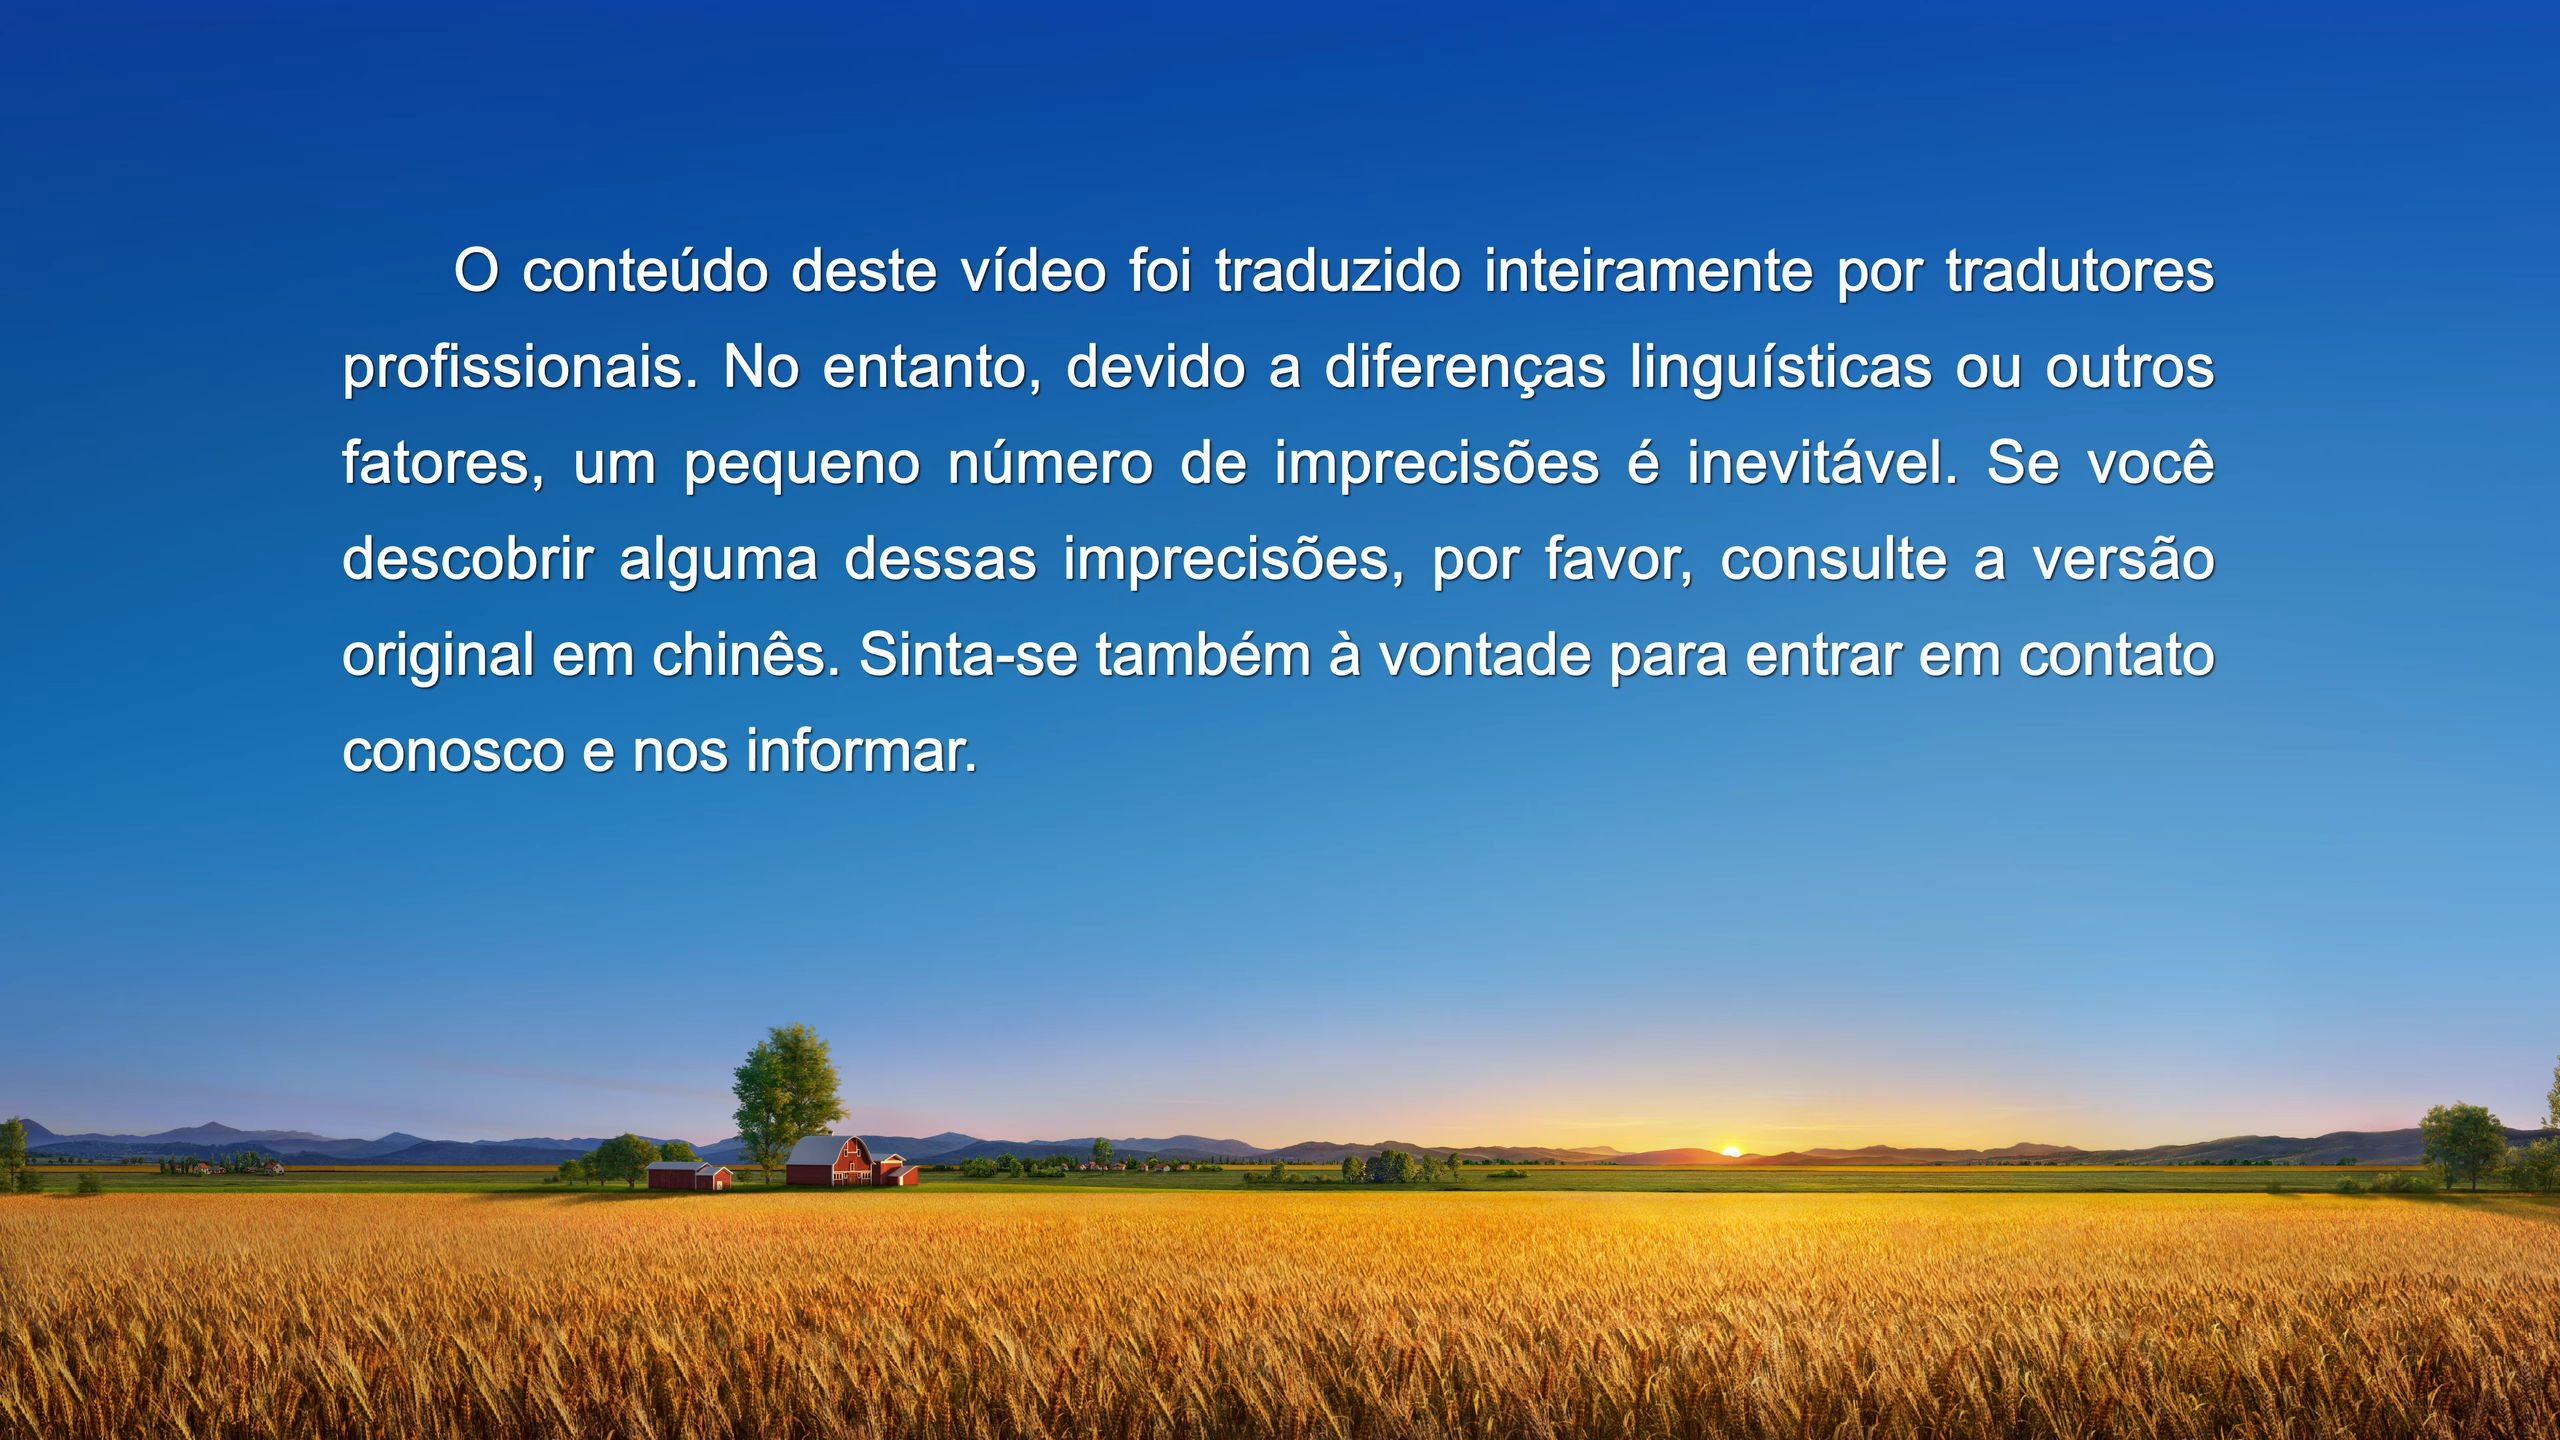 O conteúdo deste vídeo foi traduzido inteiramente por tradutores
profissionais. No entanto, devido a diferenças linguísticas ou outros
fatores, um pequeno número de imprecisões é inevitável. Se você
descobrir alguma dessas imprecisões, por favor, consulte a versão
original em chinês. Sinta-se também à vontade para entrar em contato
conosco e nos informar.